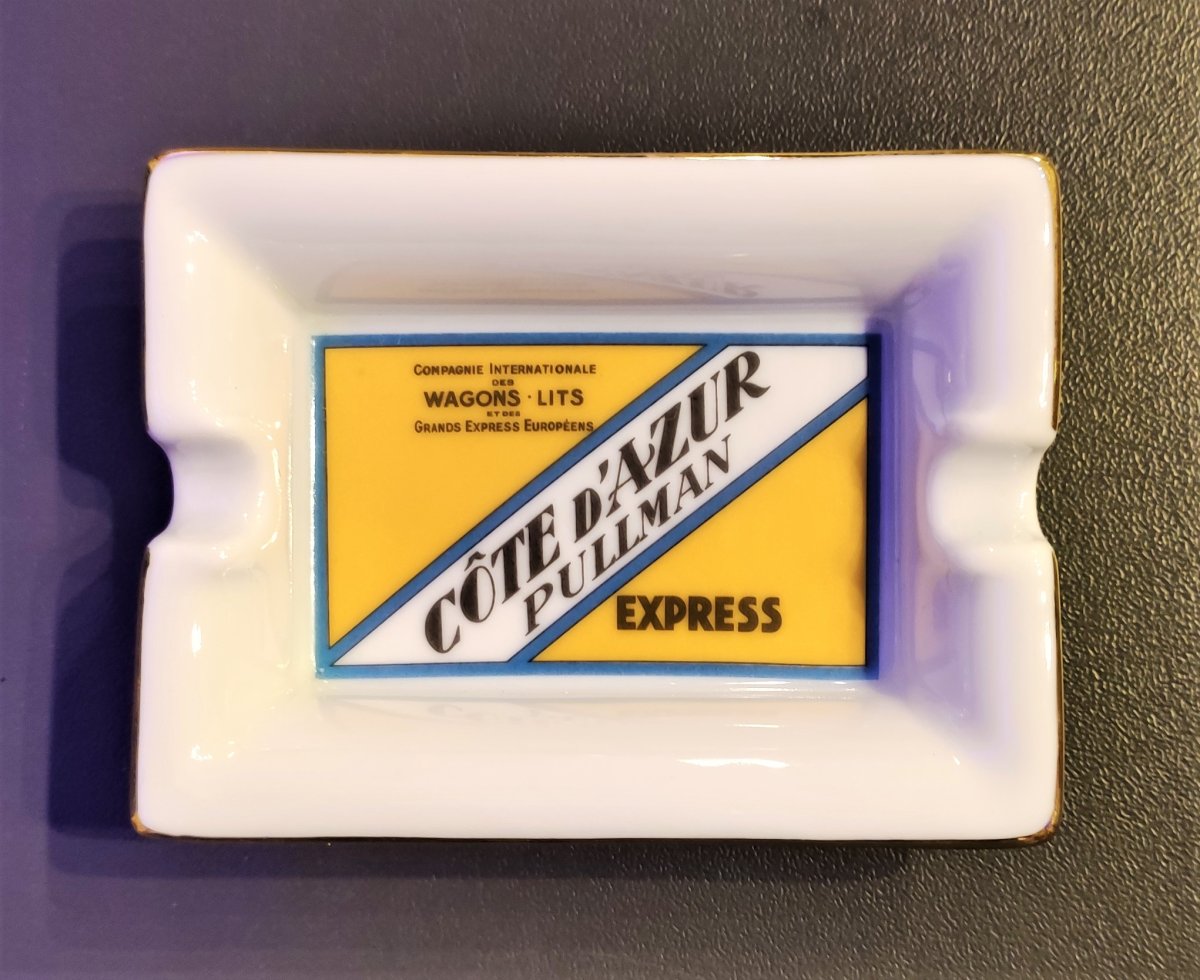 COMPAGNIE INTERNATIONALE
DES
WAGONS · LITS
ET DES
GRANDS EXPRESS EUROPÉENS
CÔTE D'AZUR
PULLMAN
EXPRESS